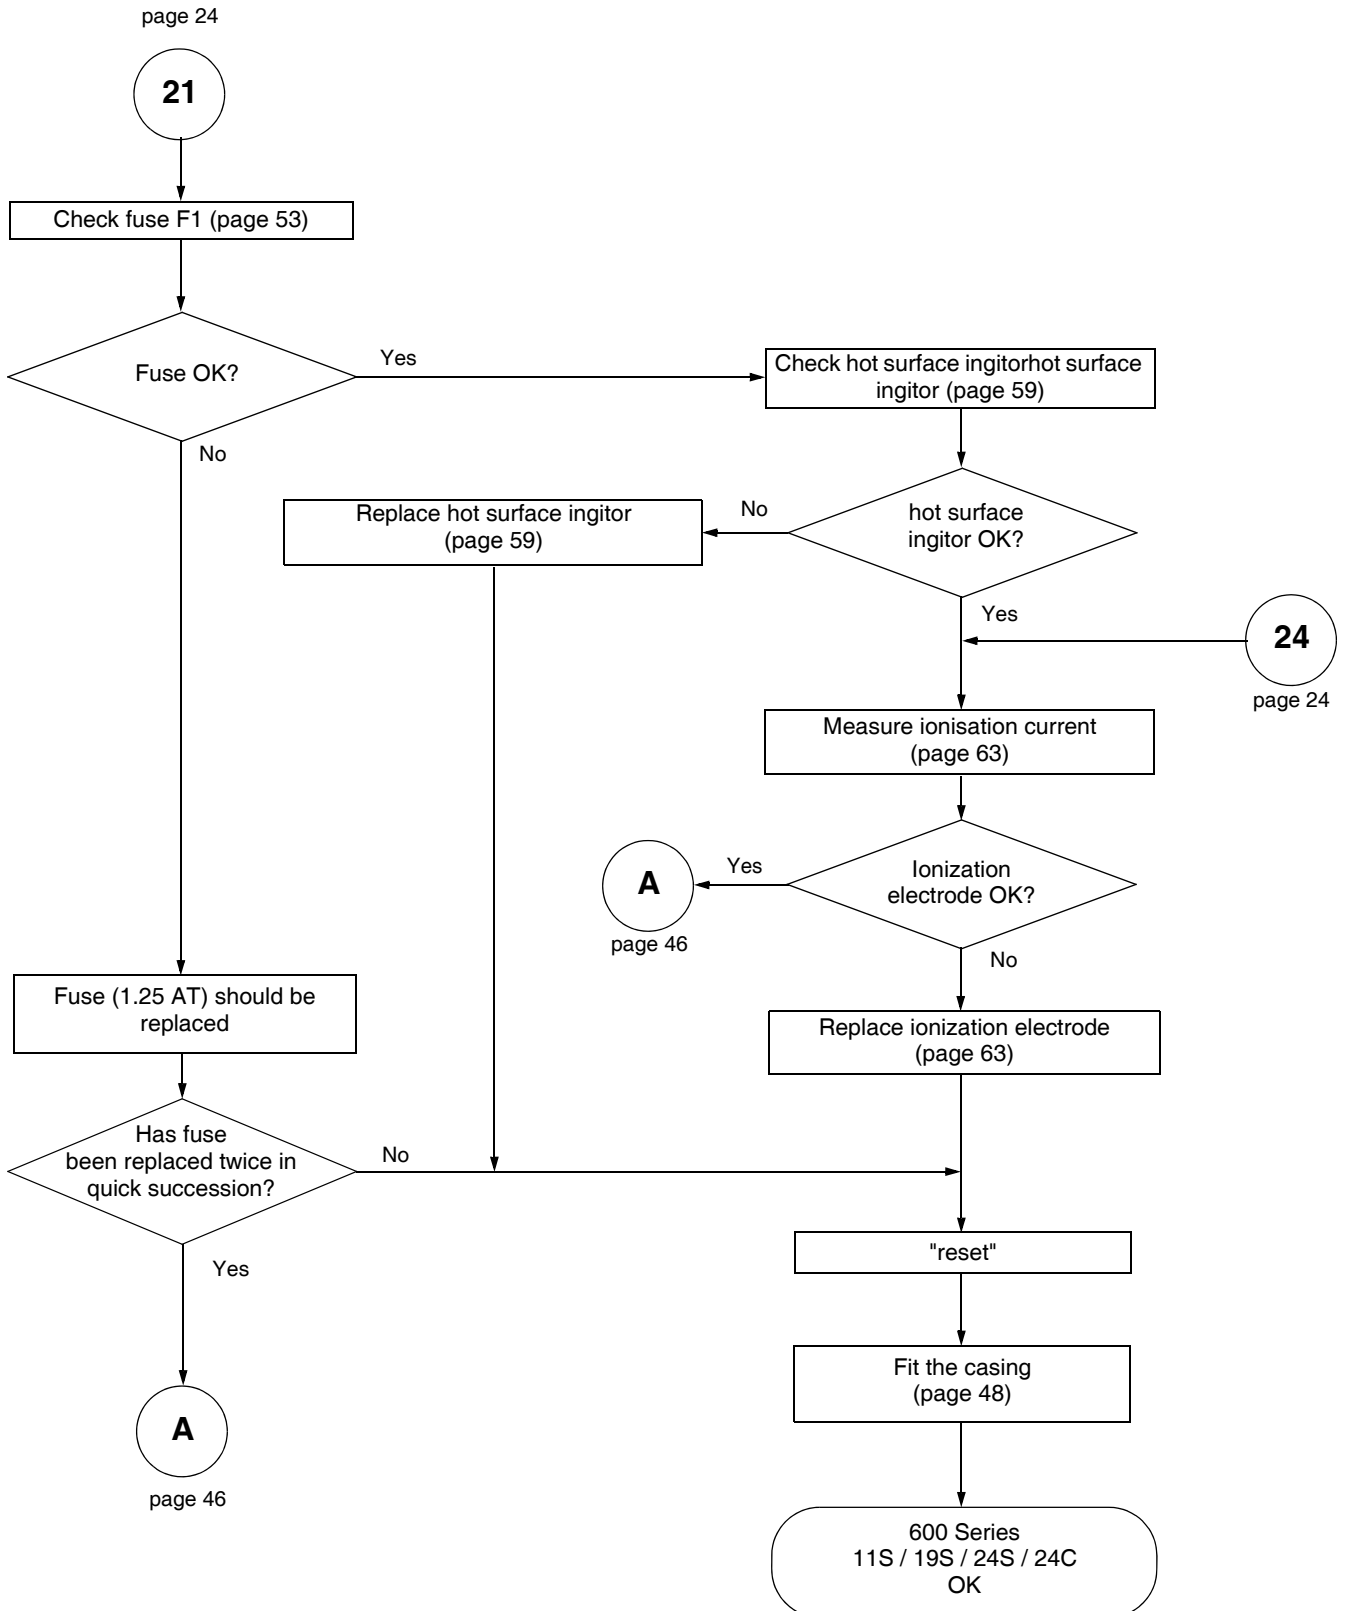 page 24
21
Check fuse F1 (page 53)
Fuse OK?
Yes
No
Check hot surface ingitorhot surface
ingitor (page 59)
hot surface
ingitor OK?
No
Replace hot surface ingitor
(page 59)
Yes
24
page 24
Measure ionisation current
(page 63)
Ionization
electrode OK?
Yes
A
page 46
No
Replace ionization electrode
(page 63)
Fuse (1.25 AT) should be
replaced
Has fuse
been replaced twice in
quick succession?
No
Yes
A
page 46
"reset"
Fit the casing
(page 48)
600 Series
11S / 19S / 24S / 24C
OK